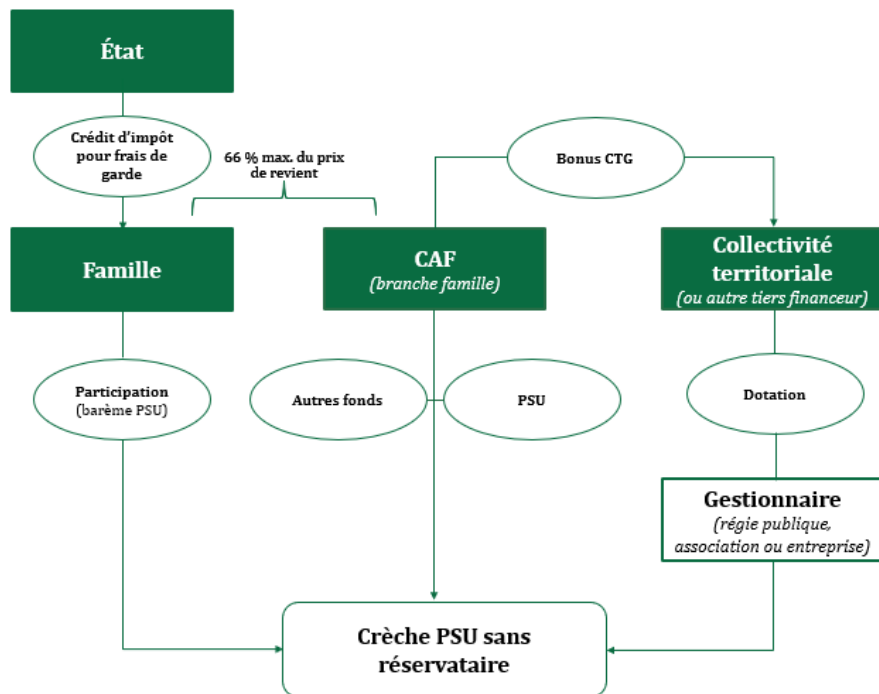 État
Crédit d'impôt
pour frais de
garde
66 % max. du prix
de revient
Bonus CTG
Famille
CAF
(branche famille)
Collectivité
territoriale
(ou autre tiers financeur)
Participation
(barème PSU)
Autres fonds
PSU
Dotation
Gestionnaire
(régie publique,
association ou entreprise)
Crèche PSU sans
réservataire